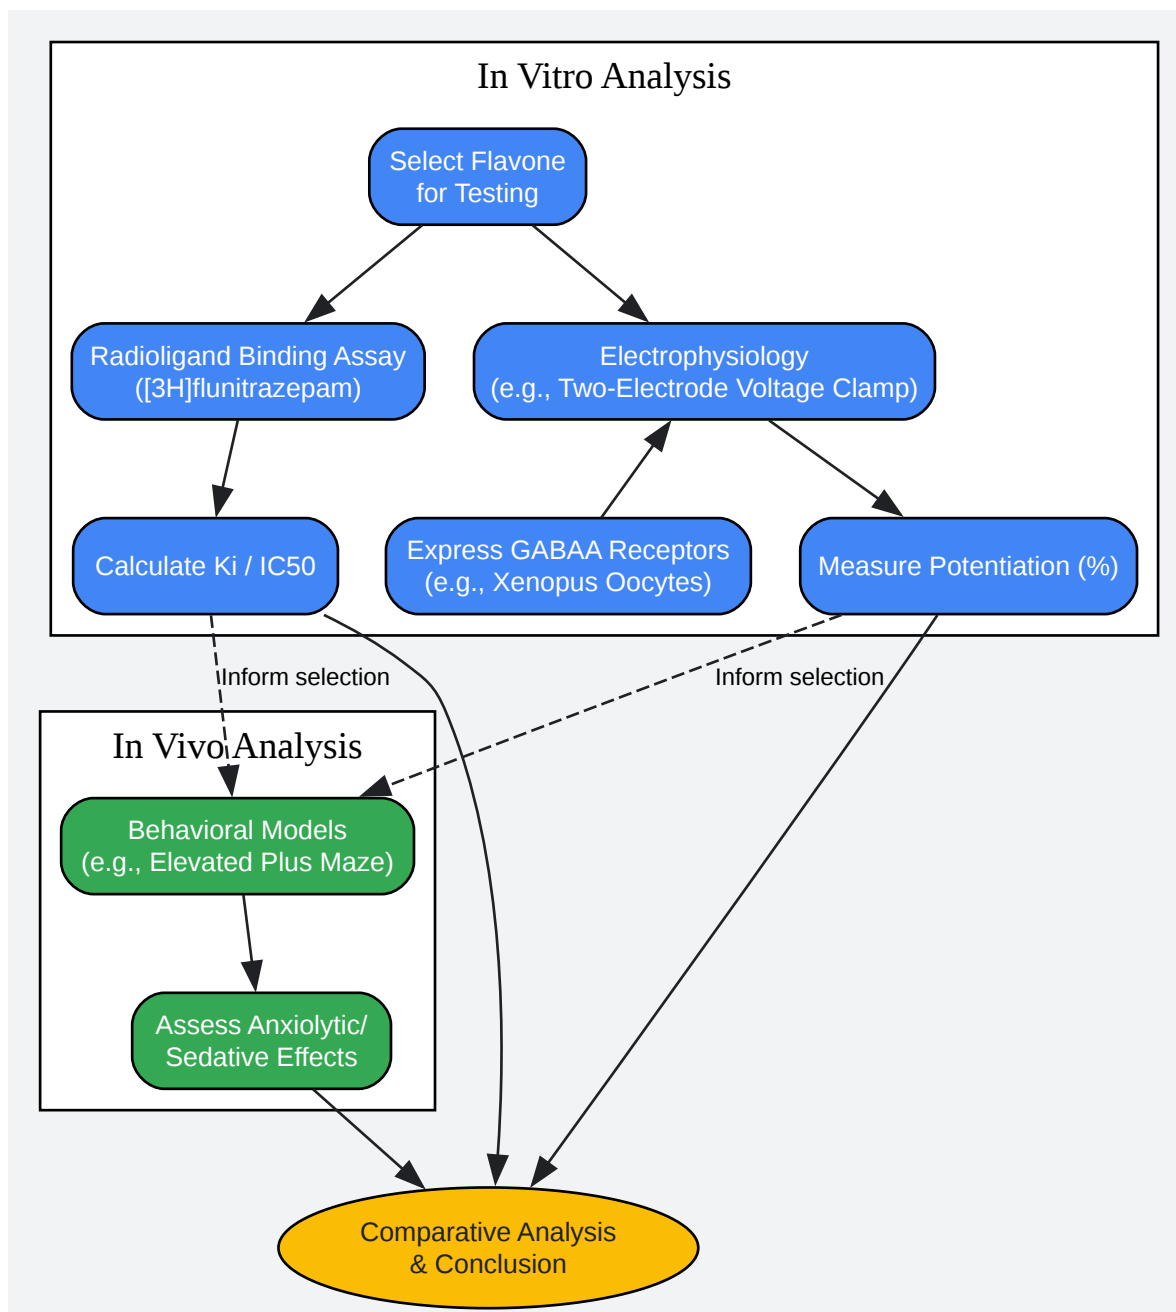 In Vitro Analysis
Select Flavone
for Testing
Radioligand Binding Assay
([3H]flunitrazepam)
Electrophysiology
(e.g., Two-Electrode Voltage Clamp)
Calculate Ki / IC50
Express GABAA Receptors
(e.g., Xenopus Oocytes)
Measure Potentiation (%)
Inform selection
Inform selection
In Vivo Analysis
Behavioral Models
(e.g., Elevated Plus Maze)
Assess Anxiolytic/
Sedative Effects
Comparative Analysis
& Conclusion